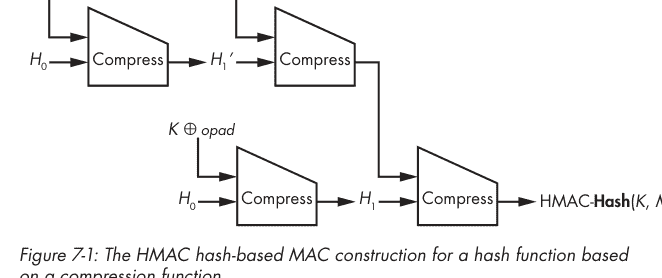 H₀ Compress H₁′ Compress
K ⊕ opad
H₀ Compress H₁ Compress HMAC-Hash(K, M
Figure 7-1: The HMAC hash-based MAC construction for a hash function based
on a compression function